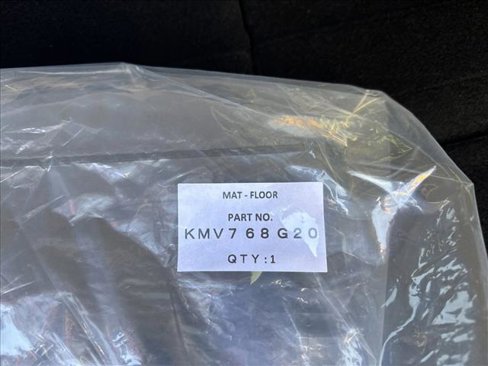 MAT - FLOOR
PART NO.
KMV768G20
QTY:1